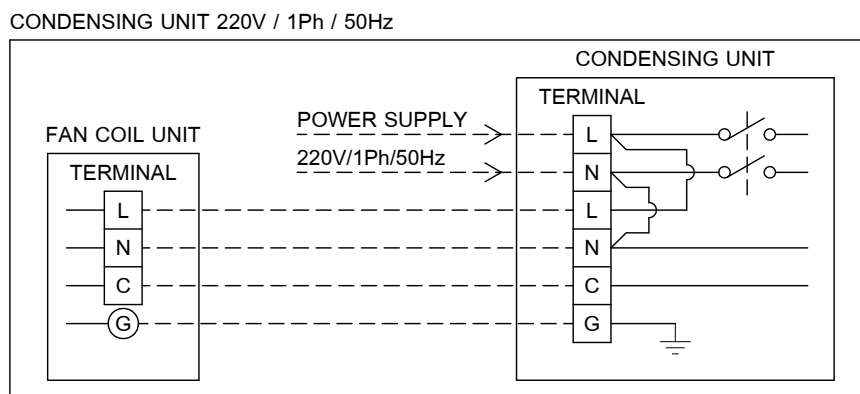 CONDENSING UNIT 220V / 1Ph / 50Hz
CONDENSING UNIT
TERMINAL
POWER SUPPLY
220V/1Ph/50Hz
FAN COIL UNIT
TERMINAL
L
N
C
G
L
N
L
N
C
G